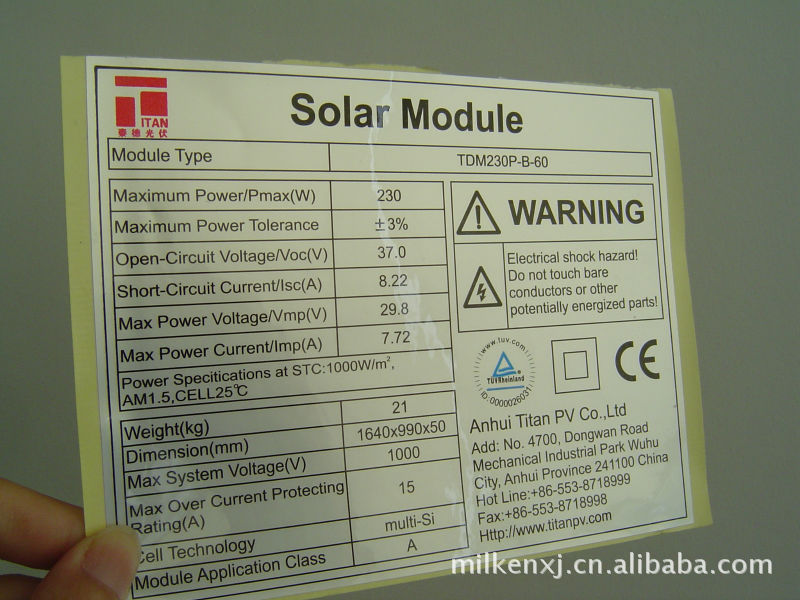 TITAN
泰德光伏
Solar Module
Module Type TDM230P-B-60
Maximum Power/Pmax(W) 230
Maximum Power Tolerance ±3%
Open-Circuit Voltage/Voc(V) 37.0
Short-Circuit Current/Isc(A) 8.22
Max Power Voltage/Vmp(V) 29.8
Max Power Current/Imp(A) 7.72
Power Specitications at STC:1000W/m²,
AM1.5,CELL25℃
Weight(kg) 21
Dimension(mm) 1640x990x50
Max System Voltage(V) 1000
Max Over Current Protecting
Rating(A) 15
Cell Technology multi-Si
Module Application Class A
WARNING
Electrical shock hazard!
Do not touch bare
conductors or other
potentially energized parts!
www.tuv.com
TÜVRheinland
ID:0000026031
CE
Anhui Titan PV Co.,Ltd
Add: No. 4700, Dongwan Road
Mechanical Industrial Park Wuhu
City, Anhui Province 241100 China
Hot Line:+86-553-8718999
Fax:+86-553-8718998
Http://www.titanpv.com
milkenxj.cn.alibaba.com